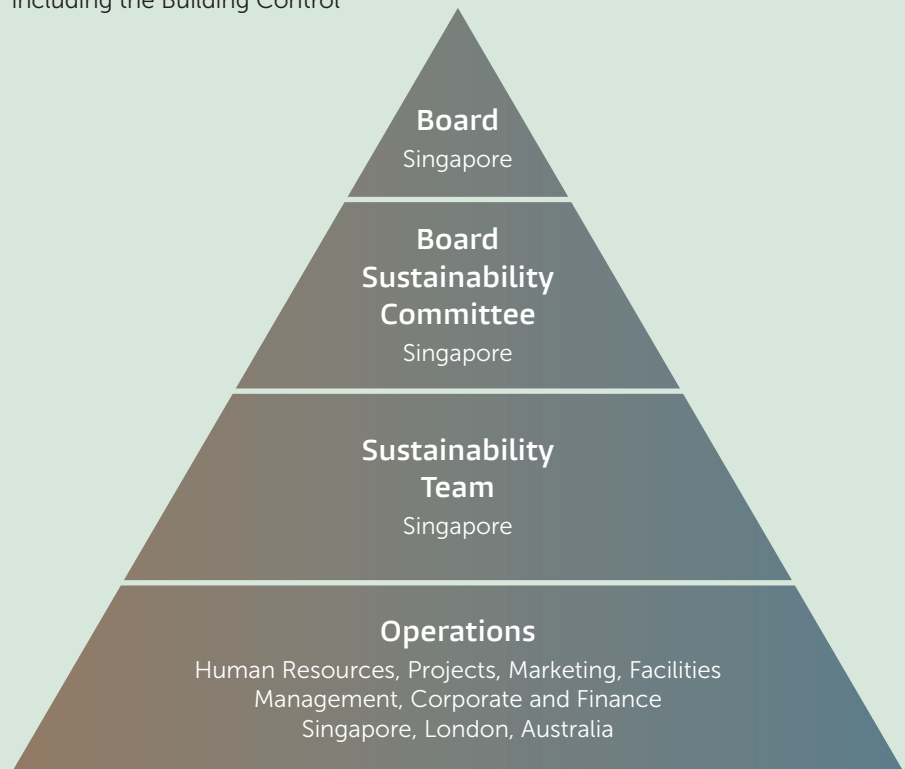 including the Building Control
Board
Singapore
Board
Sustainability
Committee
Singapore
Sustainability
Team
Singapore
Operations
Human Resources, Projects, Marketing, Facilities
Management, Corporate and Finance
Singapore, London, Australia